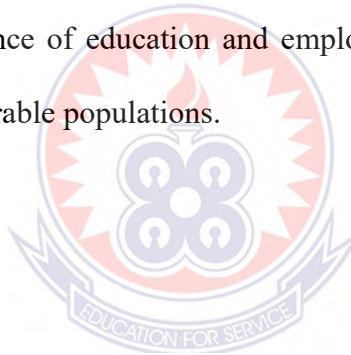 nce of education and emplo
rable populations.
EDUCATION FOR SERVICE